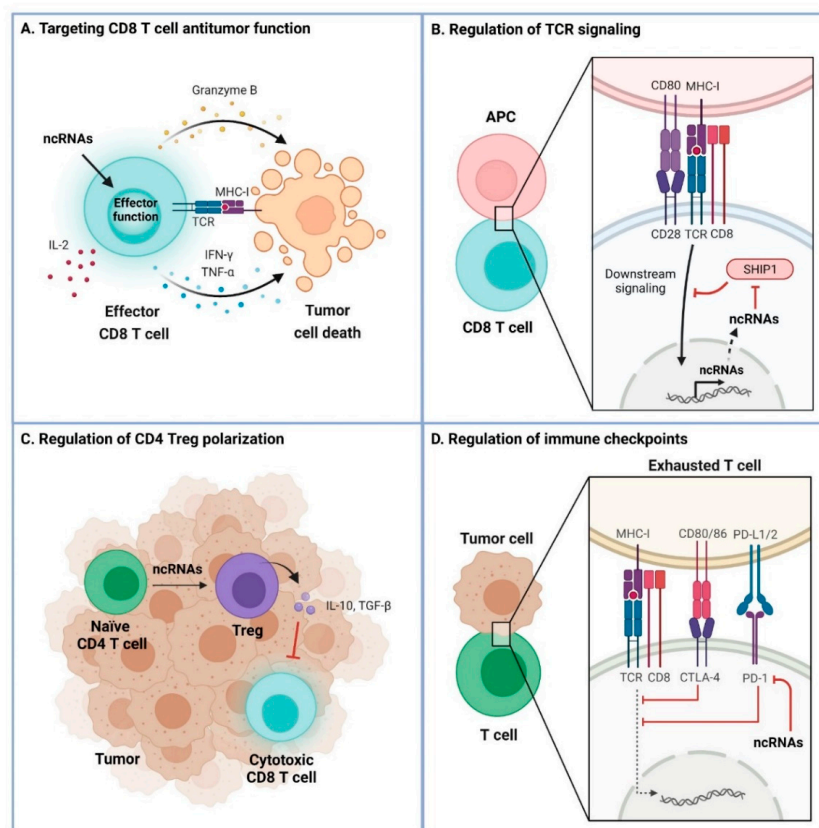 A. Targeting CD8 T cell antitumor function
Granzyme B
ncRNAs
Effector
function
MHC-I
TCR
IL-2
IFN-γ
TNF-α
Effector
CD8 T cell
Tumor
cell death
B. Regulation of TCR signaling
CD80 MHC-I
APC
CD28 TCR CD8
Downstream
signaling
SHIP1
ncRNAs
ncRNAs
CD8 T cell
C. Regulation of CD4 Treg polarization
ncRNAs
Naïve
CD4 T cell
Treg
IL-10, TGF-β
Tumor
Cytotoxic
CD8 T cell
D. Regulation of immune checkpoints
Exhausted T cell
MHC-I CD80/86 PD-L1/2
Tumor cell
TCR CD8 CTLA-4 PD-1
T cell
ncRNAs